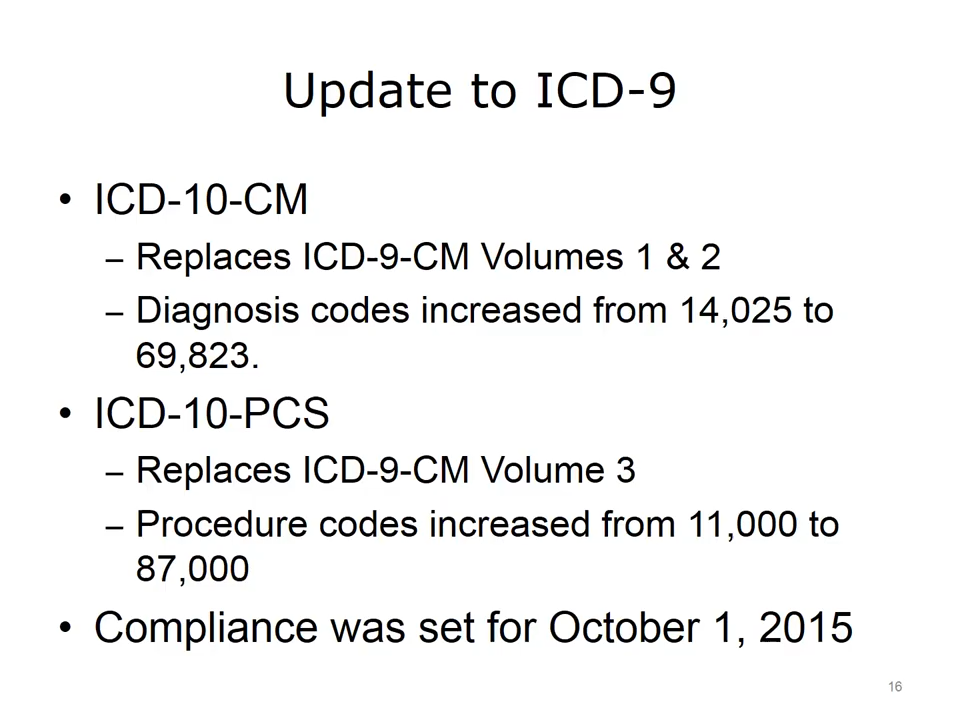 Update to ICD-9
• ICD-10-CM
– Replaces ICD-9-CM Volumes 1 & 2
– Diagnosis codes increased from 14,025 to
69,823.
• ICD-10-PCS
– Replaces ICD-9-CM Volume 3
– Procedure codes increased from 11,000 to
87,000
• Compliance was set for October 1, 2015
16